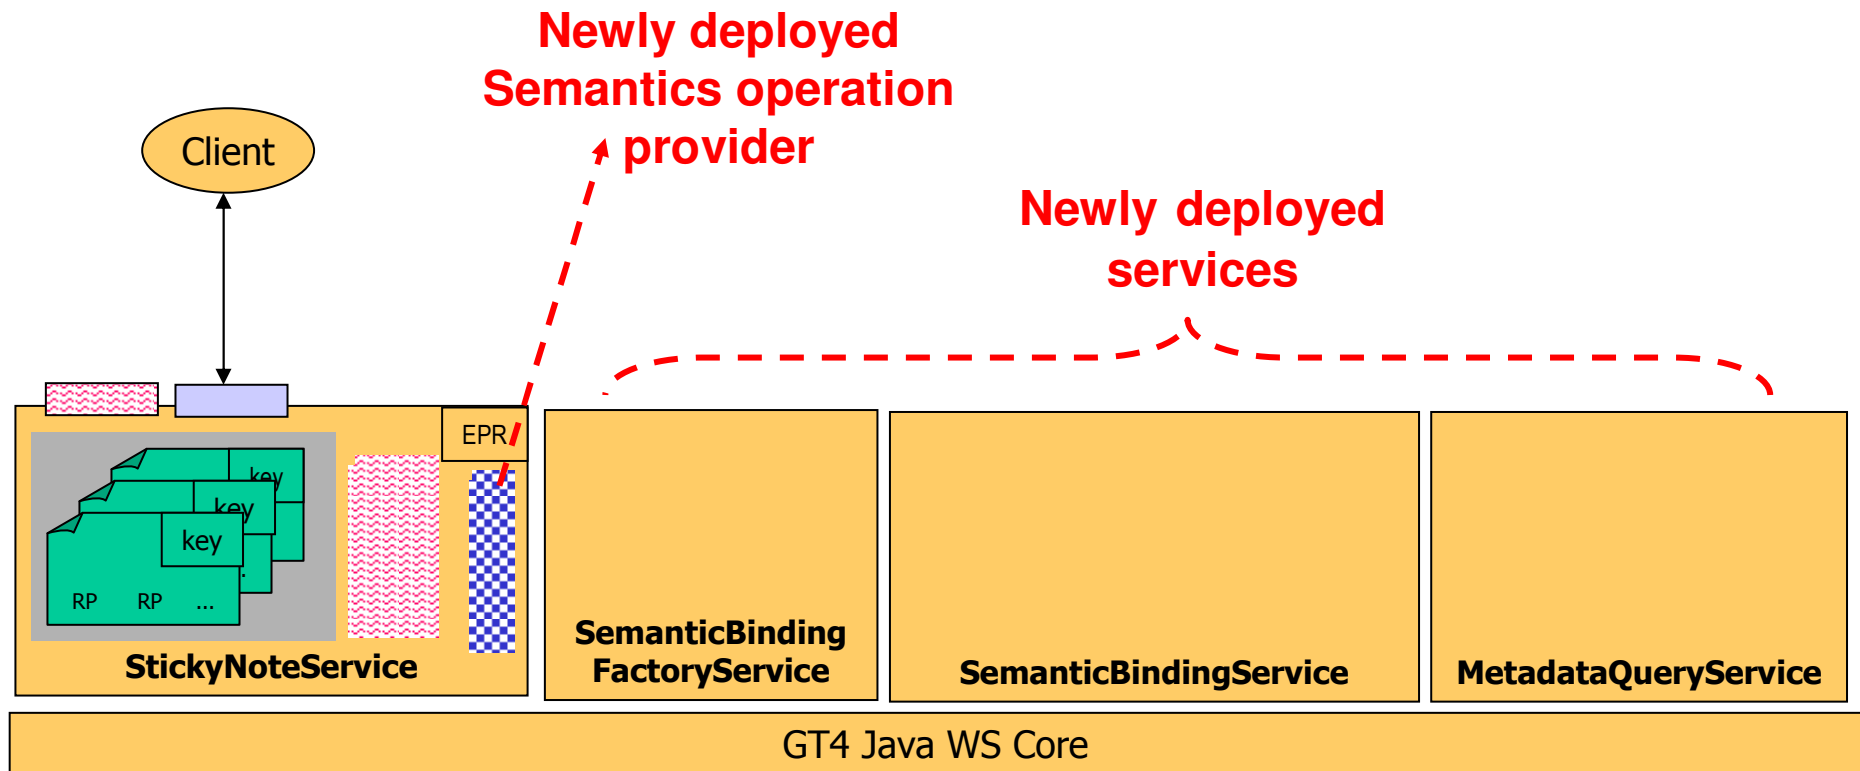 Newly deployed
Semantics operation
provider
Client
Newly deployed
services
EPR
key
key
key
.
RP RP ...
StickyNoteService
SemanticBinding
FactoryService
SemanticBindingService
MetadataQueryService
GT4 Java WS Core